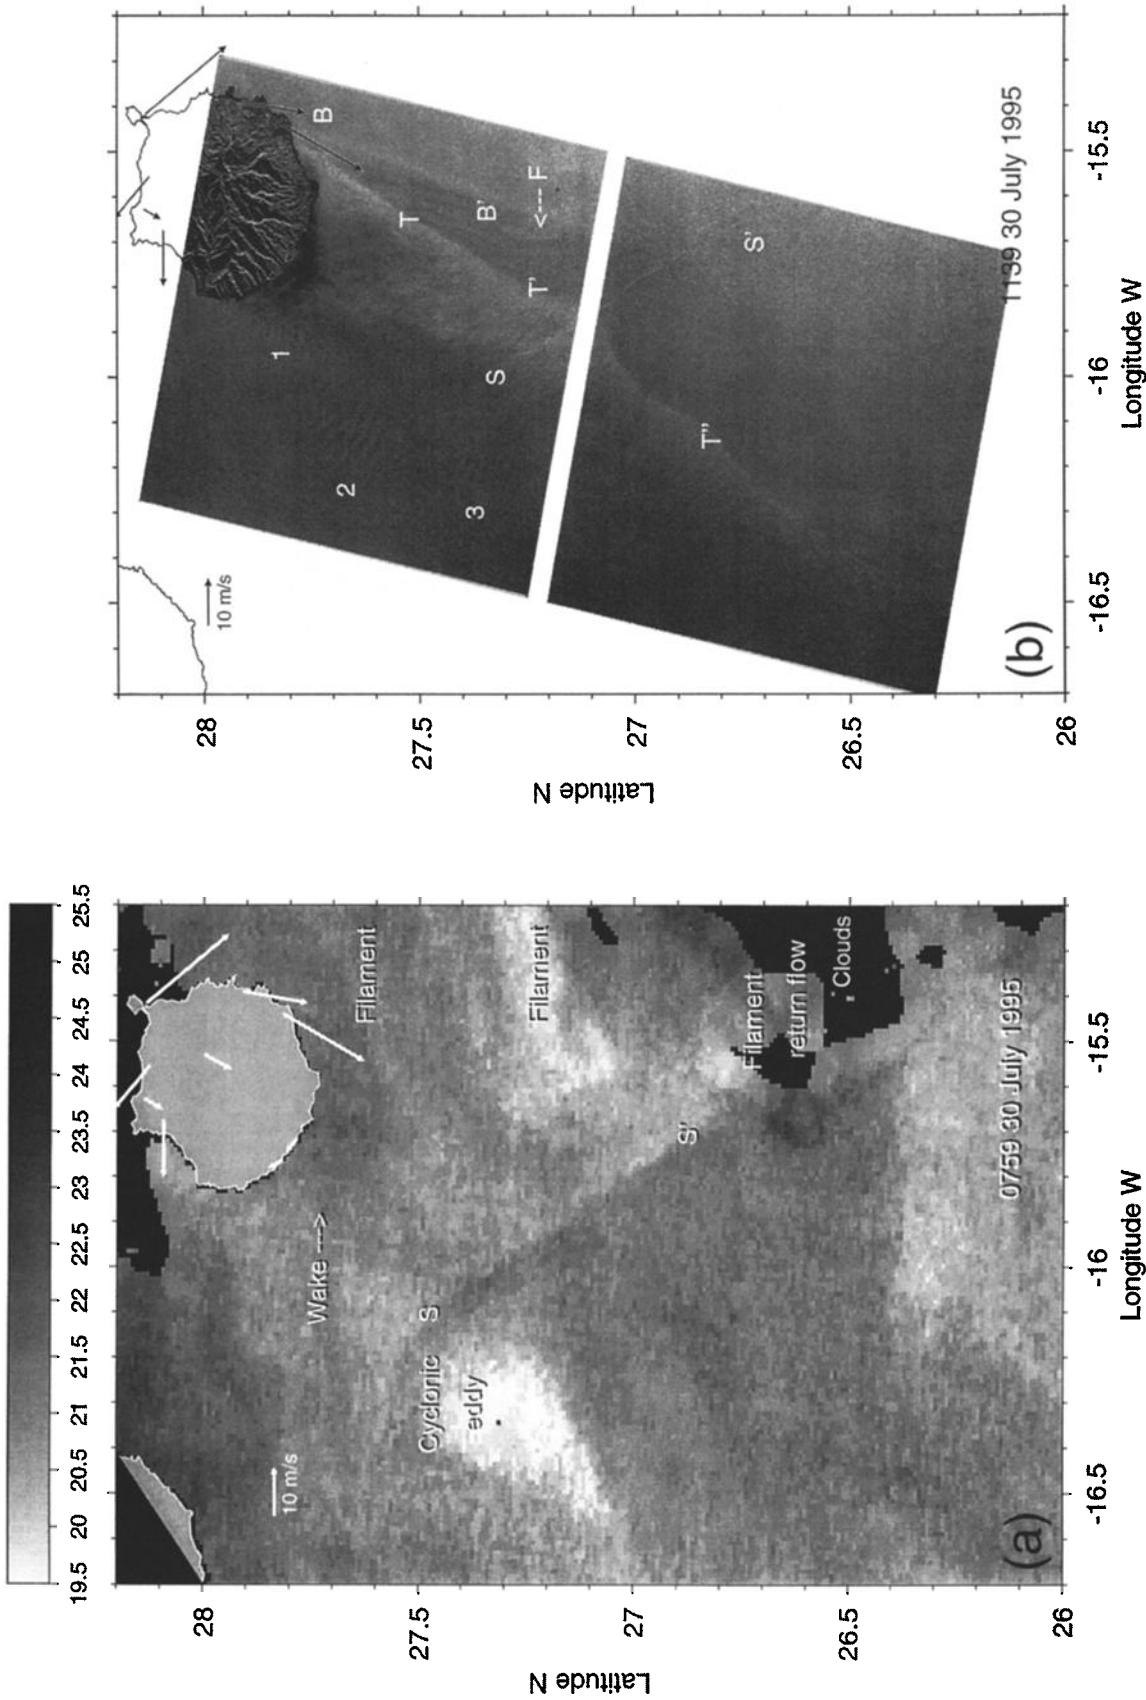 19.5 20 20.5 21 21.5 22 22.5 23 23.5 24 24.5 25 25.5
28
27.5
27
26.5
26
Latitude N
-16.5
-16
-15.5
Longitude W
10 m/s
Wake --->
Filament
Cyclonic
eddy
S
Filament
S'
Filament
return flow
Clouds
0759 30 July 1995
(a)
28
27.5
27
26.5
26
Latitude N
-16.5
-16
-15.5
Longitude W
10 m/s
1
2
3
B
T
B'
S
T'
<--- F
T''
S'
1139 30 July 1995
(b)